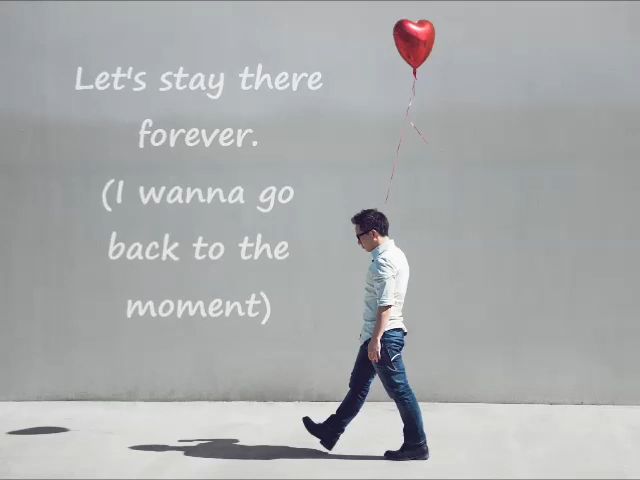 Let's stay there
forever.
(I wanna go
back to the
moment)